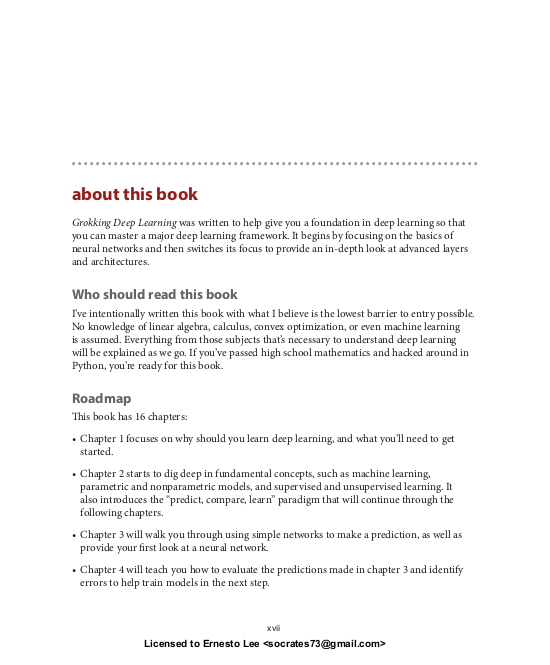 about this book
Grokking Deep Learning was written to help give you a foundation in deep learning so that
you can master a major deep learning framework. It begins by focusing on the basics of
neural networks and then switches its focus to provide an in-depth look at advanced layers
and architectures.
Who should read this book
I've intentionally written this book with what I believe is the lowest barrier to entry possible.
No knowledge of linear algebra, calculus, convex optimization, or even machine learning
is assumed. Everything from those subjects that's necessary to understand deep learning
will be explained as we go. If you've passed high school mathematics and hacked around in
Python, you're ready for this book.
Roadmap
This book has 16 chapters:
• Chapter 1 focuses on why should you learn deep learning, and what you'll need to get
started.
• Chapter 2 starts to dig deep in fundamental concepts, such as machine learning,
parametric and nonparametric models, and supervised and unsupervised learning. It
also introduces the “predict, compare, learn” paradigm that will continue through the
following chapters.
• Chapter 3 will walk you through using simple networks to make a prediction, as well as
provide your first look at a neural network.
• Chapter 4 will teach you how to evaluate the predictions made in chapter 3 and identify
errors to help train models in the next step.
xvii
Licensed to Ernesto Lee <socrates73@gmail.com>